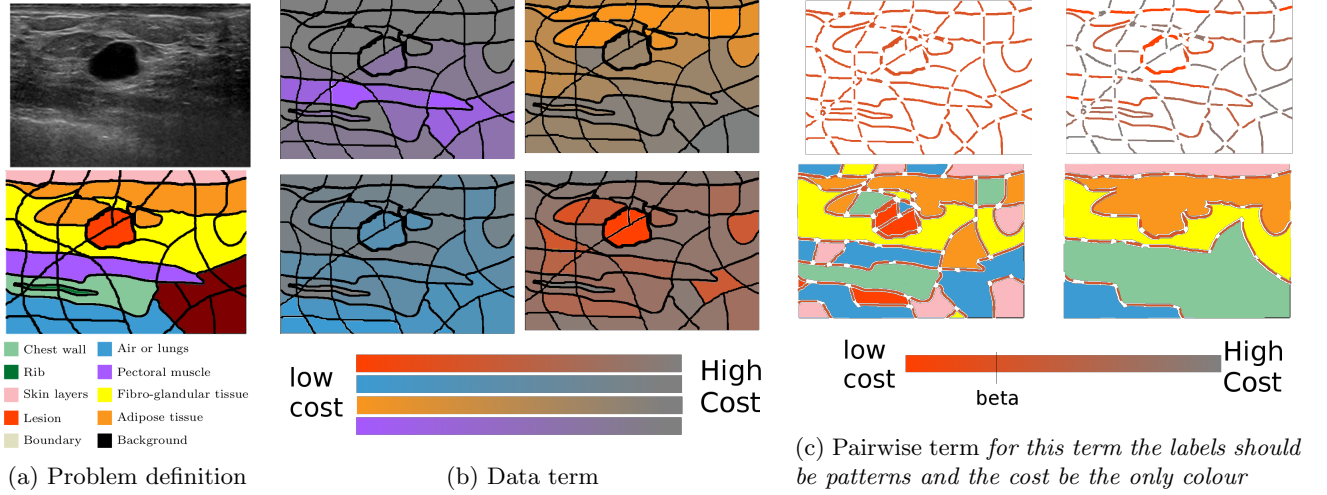 Chest wall
Air or lungs
Rib
Pectoral muscle
Skin layers
Fibro-glandular tissue
Lesion
Adipose tissue
Boundary
Background
(a) Problem definition
low
cost
High
Cost
(b) Data term
low
cost
High
Cost
beta
(c) Pairwise term for this term the labels should
be patterns and the cost be the only colour